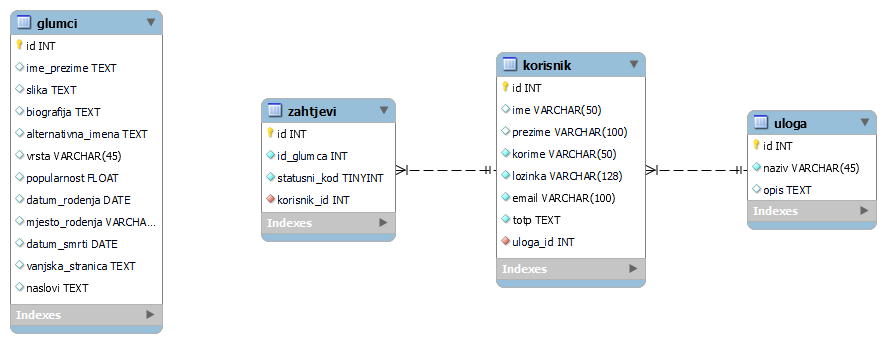 glumci
id INT
ime_prezime TEXT
slika TEXT
biografija TEXT
alternativna_imena TEXT
vrsta VARCHAR(45)
popularnost FLOAT
datum_rodenja DATE
mjesto_rodenja VARCHA...
datum_smrti DATE
vanjska_stranica TEXT
naslovi TEXT
Indexes
zahtjevi
id INT
id_glumca INT
statusni_kod TINYINT
korisnik_id INT
Indexes
korisnik
id INT
ime VARCHAR(50)
prezime VARCHAR(100)
korime VARCHAR(50)
lozinka VARCHAR(128)
email VARCHAR(100)
totp TEXT
uloga_id INT
Indexes
uloga
id INT
naziv VARCHAR(45)
opis TEXT
Indexes